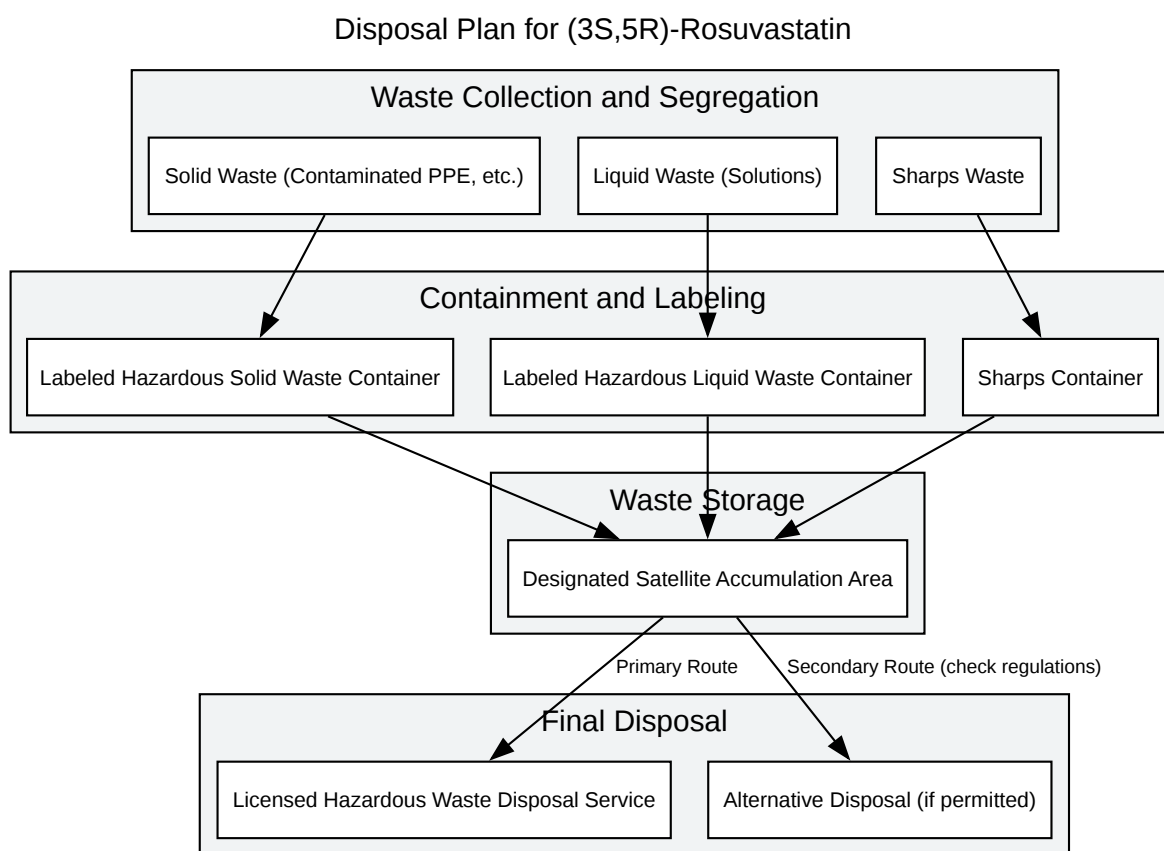 Disposal Plan for (3S,5R)-Rosuvastatin
Waste Collection and Segregation
Solid Waste (Contaminated PPE, etc.)
Liquid Waste (Solutions)
Sharps Waste
Containment and Labeling
Labeled Hazardous Solid Waste Container
Labeled Hazardous Liquid Waste Container
Sharps Container
Waste Storage
Designated Satellite Accumulation Area
Primary Route
Secondary Route (check regulations)
Final Disposal
Licensed Hazardous Waste Disposal Service
Alternative Disposal (if permitted)